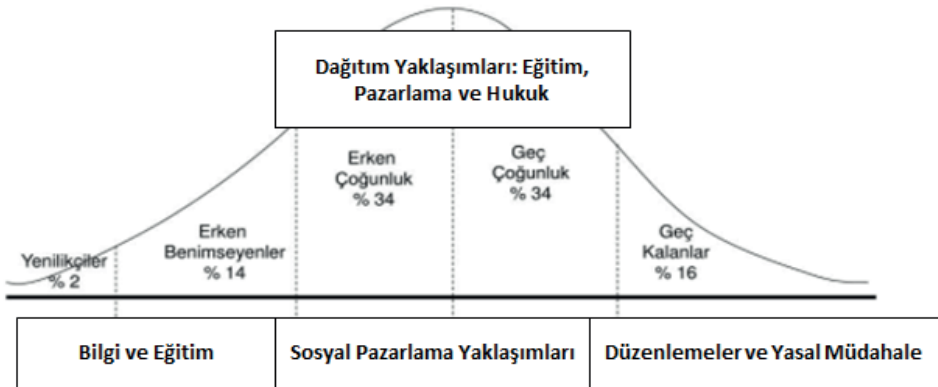 Dağıtım Yaklaşımları: Eğitim,
Pazarlama ve Hukuk
Erken
Çoğunluk
% 34
Geç
Çoğunluk
% 34
Yenilikçiler
% 2
Erken
Benimseyenler
% 14
Geç
Kalanlar
% 16
Bilgi ve Eğitim
Sosyal Pazarlama Yaklaşımları
Düzenlemeler ve Yasal Müdahale